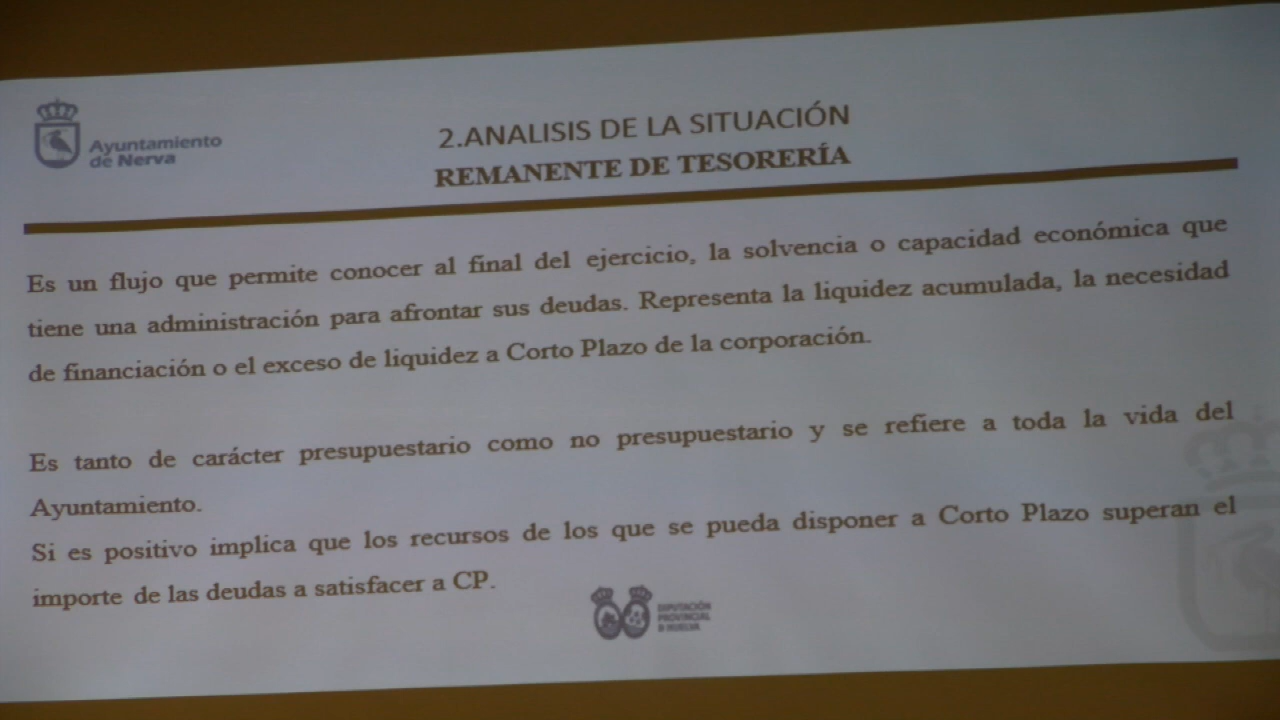 Ayuntamiento
de Nerva
2.ANALISIS DE LA SITUACIÓN
REMANENTE DE TESORERÍA
Es un flujo que permite conocer al final del ejercicio, la solvencia o capacidad económica que
tiene una administración para afrontar sus deudas. Representa la liquidez acumulada, la necesidad
de financiación o el exceso de liquidez a Corto Plazo de la corporación.
Es tanto de carácter presupuestario como no presupuestario y se refiere a toda la vida del
Ayuntamiento.
Si es positivo implica que los recursos de los que se pueda disponer a Corto Plazo superan el
importe de las deudas a satisfacer a CP.
DIPUTACIÓN
PROVINCIAL
D HUELVA